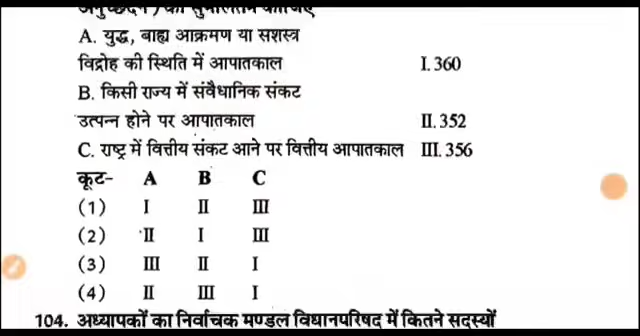 अनुच्छेदन ) को सुमेलित कीजिए
A. युद्ध, बाह्य आक्रमण या सशस्त्र
विद्रोह की स्थिति में आपातकाल I. 360
B. किसी राज्य में संवैधानिक संकट
उत्पन्न होने पर आपातकाल II. 352
C. राष्ट्र में वित्तीय संकट आने पर वित्तीय आपातकाल III. 356
कूट- A B C
(1) I II III
(2) II I III
(3) III II I
(4) II III I
104. अध्यापकों का निर्वाचक मण्डल विधानपरिषद में कितने सदस्यों